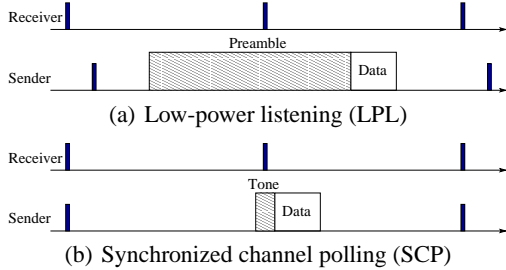 Receiver
Preamble
Sender
Data
(a) Low-power listening (LPL)
Receiver
Tone
Sender
Data
(b) Synchronized channel polling (SCP)